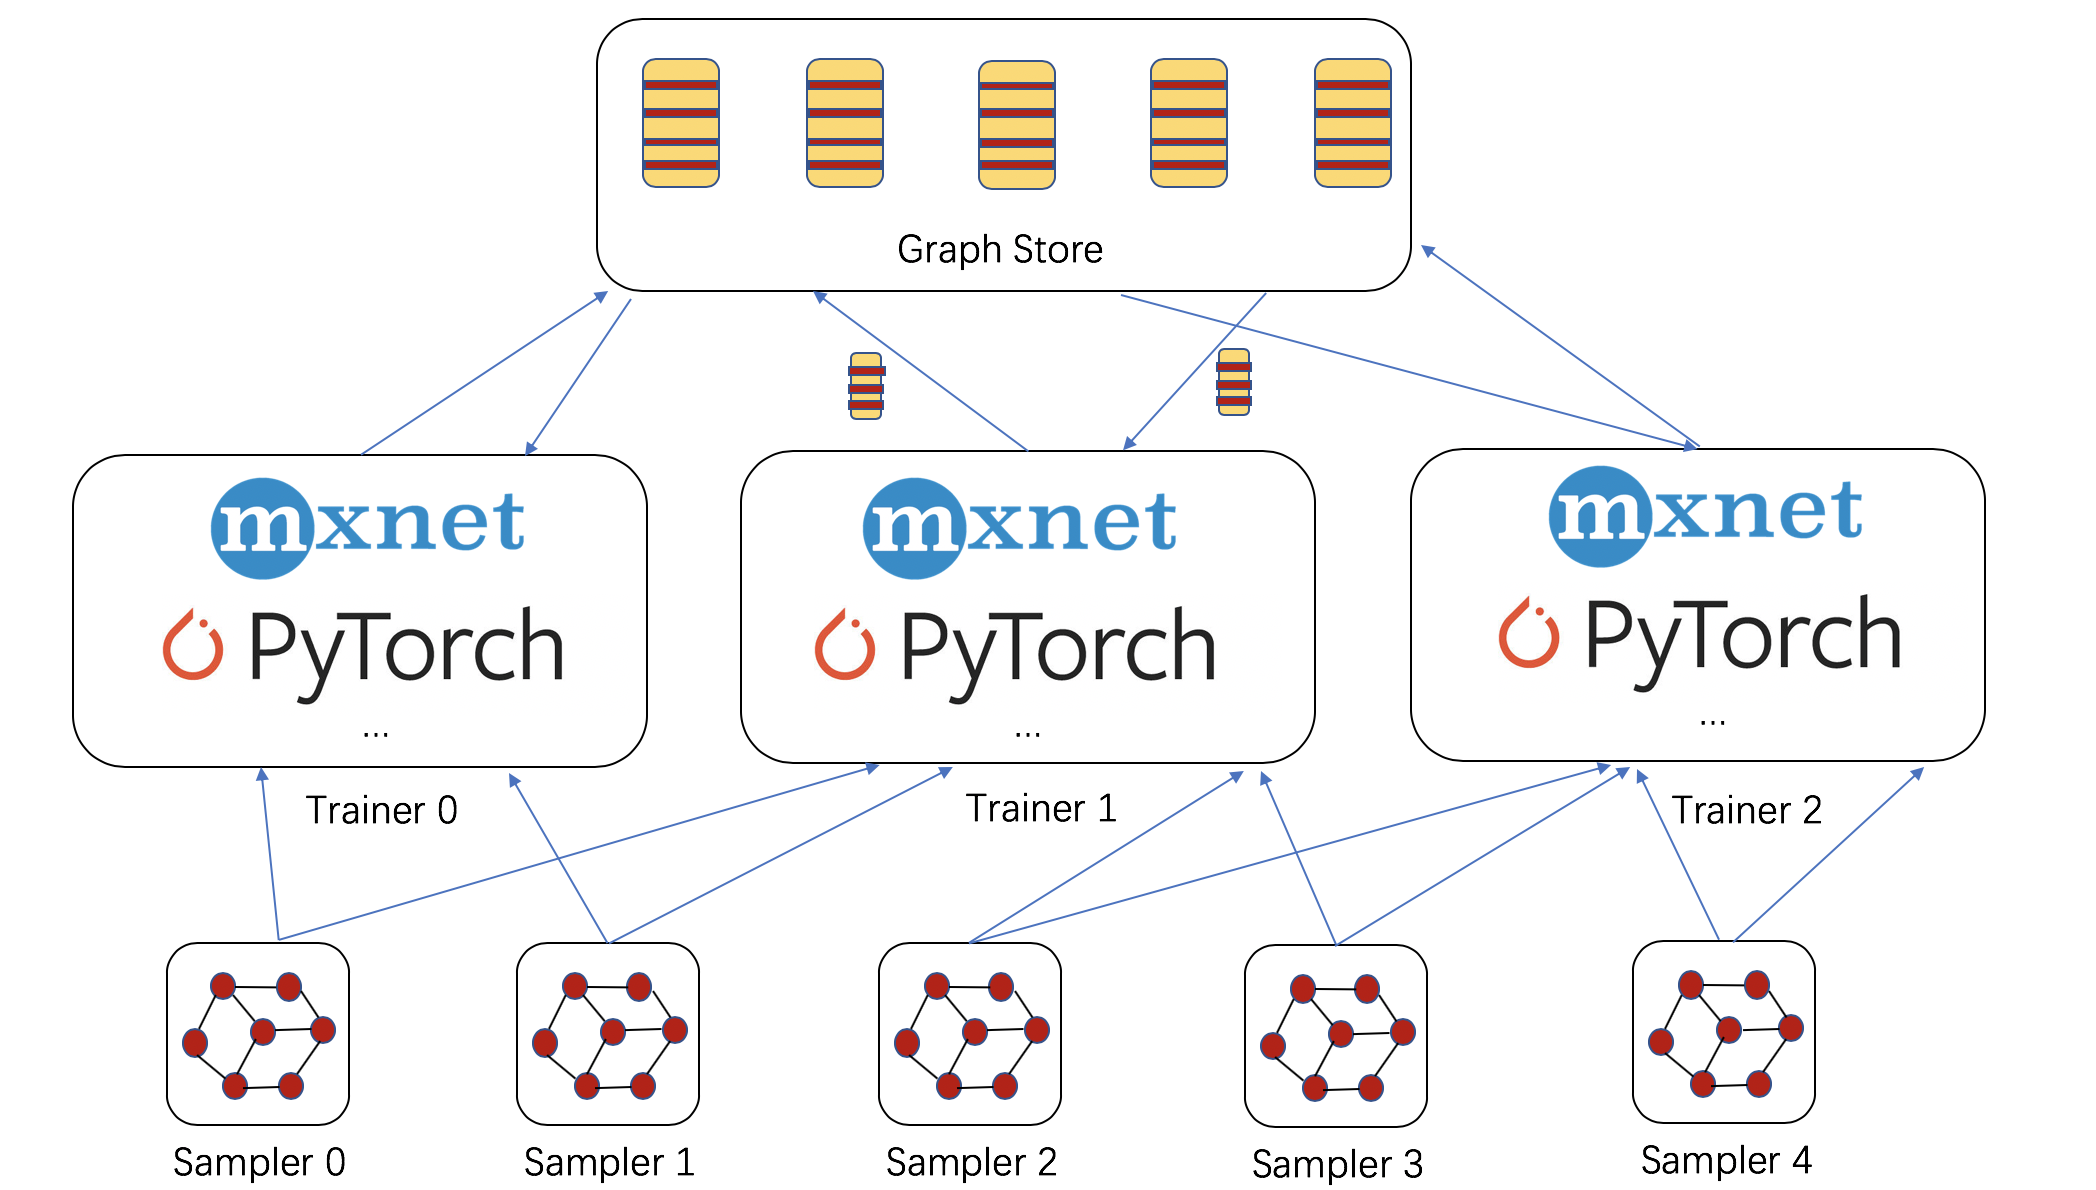 Graph Store
mxnet
PyTorch
...
Trainer 0
mxnet
PyTorch
...
Trainer 1
mxnet
PyTorch
...
Trainer 2
Sampler 0
Sampler 1
Sampler 2
Sampler 3
Sampler 4